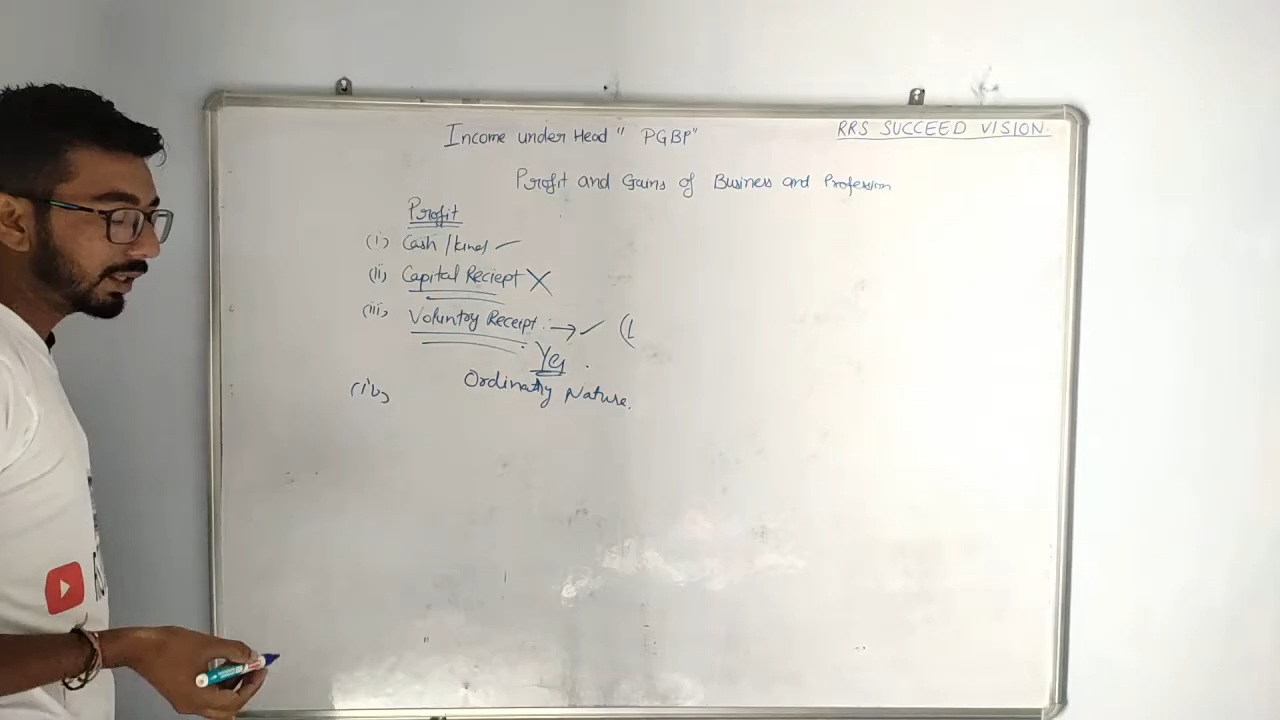 Income under Head " PGBP"
RRS SUCCEED VISION.
Profit and Gains of Business and Profession
Profit
(i) Cash /Kind
(ii) Capital Reciept X
(iii) Voluntry Receipt :→ ✓ (L
Yes .
(iv) Ordinary Nature.